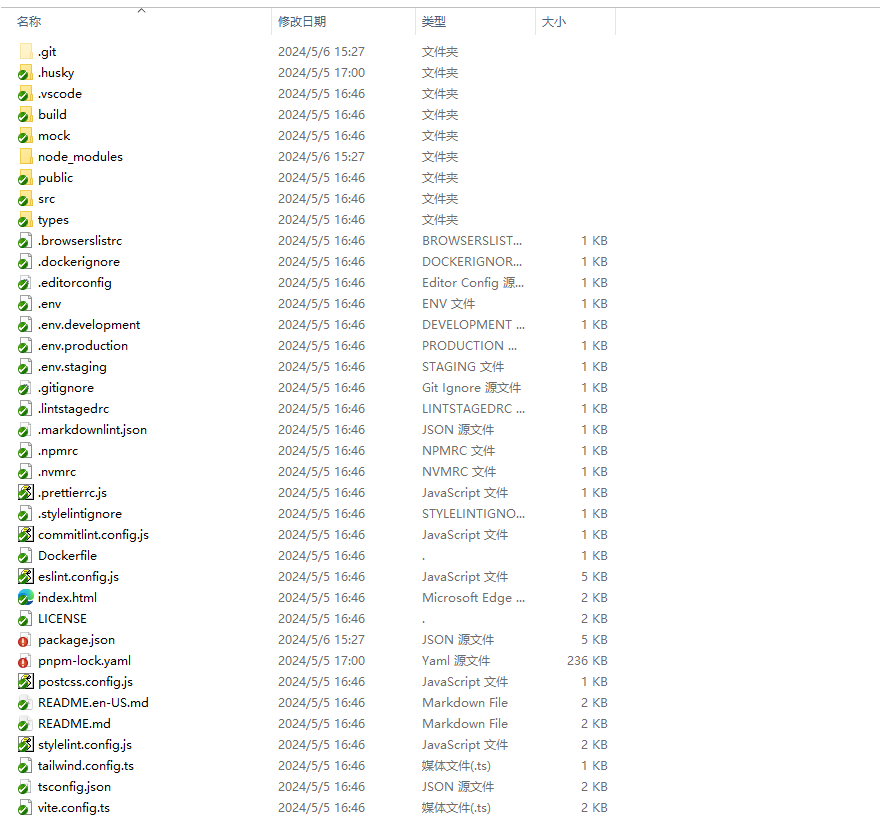 名称 修改日期 类型 大小
.git 2024/5/6 15:27 文件夹
.husky 2024/5/5 17:00 文件夹
.vscode 2024/5/5 16:46 文件夹
build 2024/5/5 16:46 文件夹
mock 2024/5/5 16:46 文件夹
node_modules 2024/5/6 15:27 文件夹
public 2024/5/5 16:46 文件夹
src 2024/5/5 16:46 文件夹
types 2024/5/5 16:46 文件夹
.browserslistrc 2024/5/5 16:46 BROWSERSLIST... 1 KB
.dockerignore 2024/5/5 16:46 DOCKERIGNOR... 1 KB
.editorconfig 2024/5/5 16:46 Editor Config 源... 1 KB
.env 2024/5/5 16:46 ENV 文件 1 KB
.env.development 2024/5/5 16:46 DEVELOPMENT ... 1 KB
.env.production 2024/5/5 16:46 PRODUCTION ... 1 KB
.env.staging 2024/5/5 16:46 STAGING 文件 1 KB
.gitignore 2024/5/5 16:46 Git Ignore 源文件 1 KB
.lintstagedrc 2024/5/5 16:46 LINTSTAGEDRC ... 1 KB
.markdownlint.json 2024/5/5 16:46 JSON 源文件 1 KB
.npmrc 2024/5/5 16:46 NPMRC 文件 1 KB
.nvmrc 2024/5/5 16:46 NVMRC 文件 1 KB
.prettierrc.js 2024/5/5 16:46 JavaScript 文件 1 KB
.stylelintignore 2024/5/5 16:46 STYLELINTIGNO... 1 KB
commitlint.config.js 2024/5/5 16:46 JavaScript 文件 1 KB
Dockerfile 2024/5/5 16:46 . 1 KB
eslint.config.js 2024/5/5 16:46 JavaScript 文件 5 KB
index.html 2024/5/5 16:46 Microsoft Edge ... 2 KB
LICENSE 2024/5/5 16:46 . 2 KB
package.json 2024/5/6 15:27 JSON 源文件 5 KB
pnpm-lock.yaml 2024/5/5 17:00 Yaml 源文件 236 KB
postcss.config.js 2024/5/5 16:46 JavaScript 文件 1 KB
README.en-US.md 2024/5/5 16:46 Markdown File 2 KB
README.md 2024/5/5 16:46 Markdown File 2 KB
stylelint.config.js 2024/5/5 16:46 JavaScript 文件 2 KB
tailwind.config.ts 2024/5/5 16:46 媒体文件(.ts) 1 KB
tsconfig.json 2024/5/5 16:46 JSON 源文件 2 KB
vite.config.ts 2024/5/5 16:46 媒体文件(.ts) 2 KB